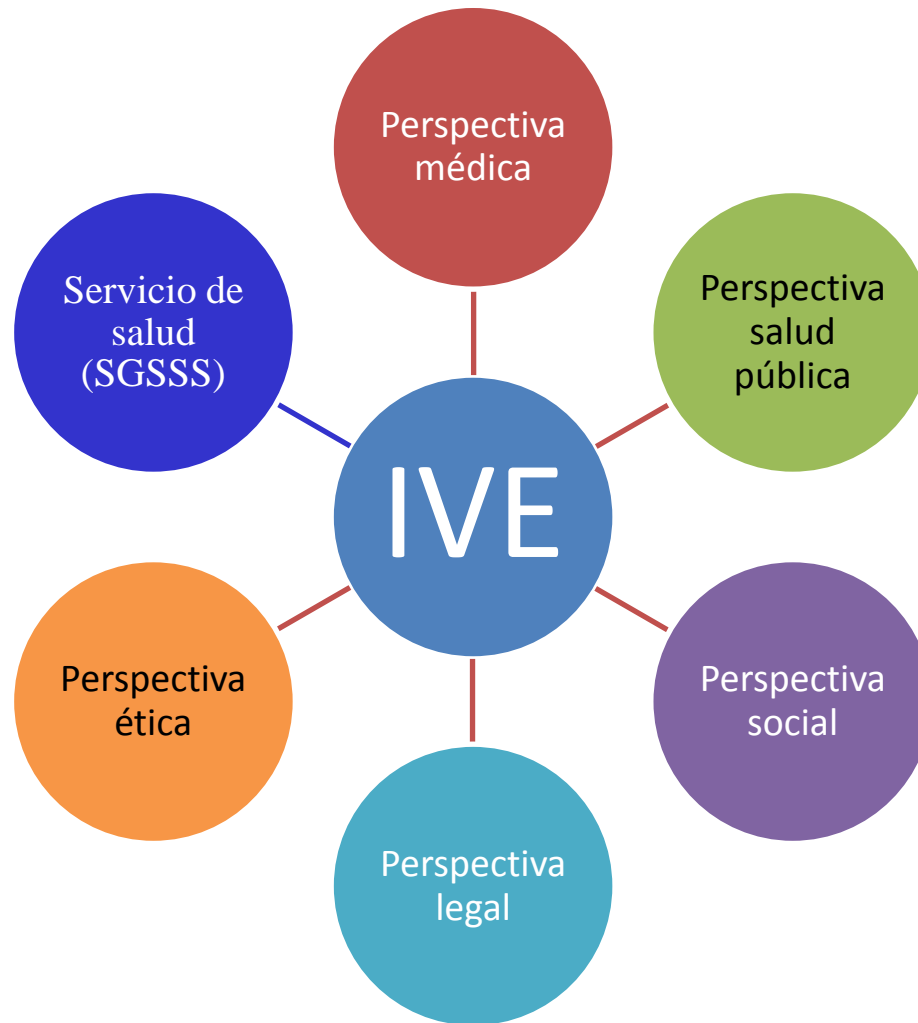 Perspectiva
médica
Servicio de
salud
(SGSSS)
Perspectiva
salud
pública
IVE
Perspectiva
ética
Perspectiva
social
Perspectiva
legal